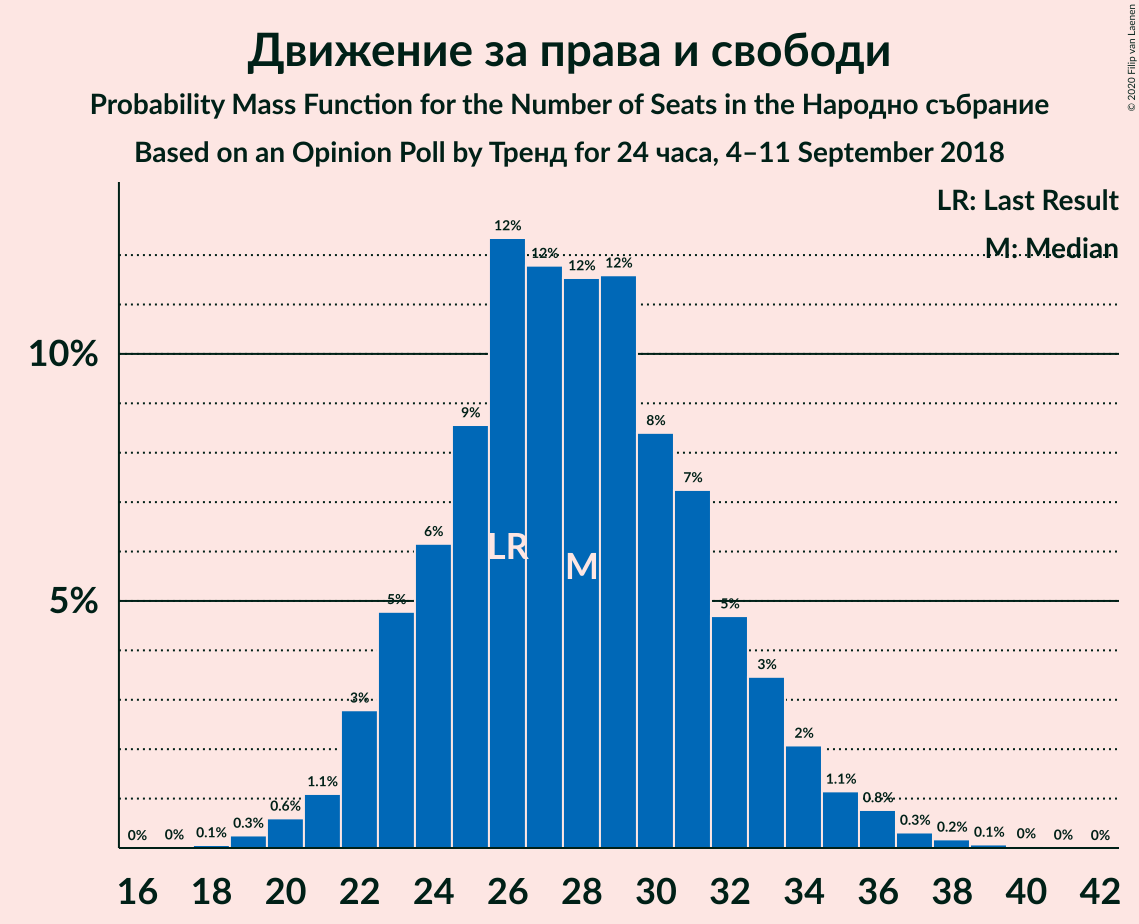 Движение за права и свободи
Probability Mass Function for the Number of Seats in the Народно събрание
Based on an Opinion Poll by Тренд for 24 часа, 4–11 September 2018
© 2020 Filip van Laenen
LR: Last Result
M: Median
10%
5%
0% 0% 0.1% 0.3% 0.6% 1.1% 3% 5% 6% 9% 12% 12% 12% 12% 8% 7% 5% 3% 2% 1.1% 0.8% 0.3% 0.2% 0.1% 0% 0% 0%
LR
M
16 18 20 22 24 26 28 30 32 34 36 38 40 42